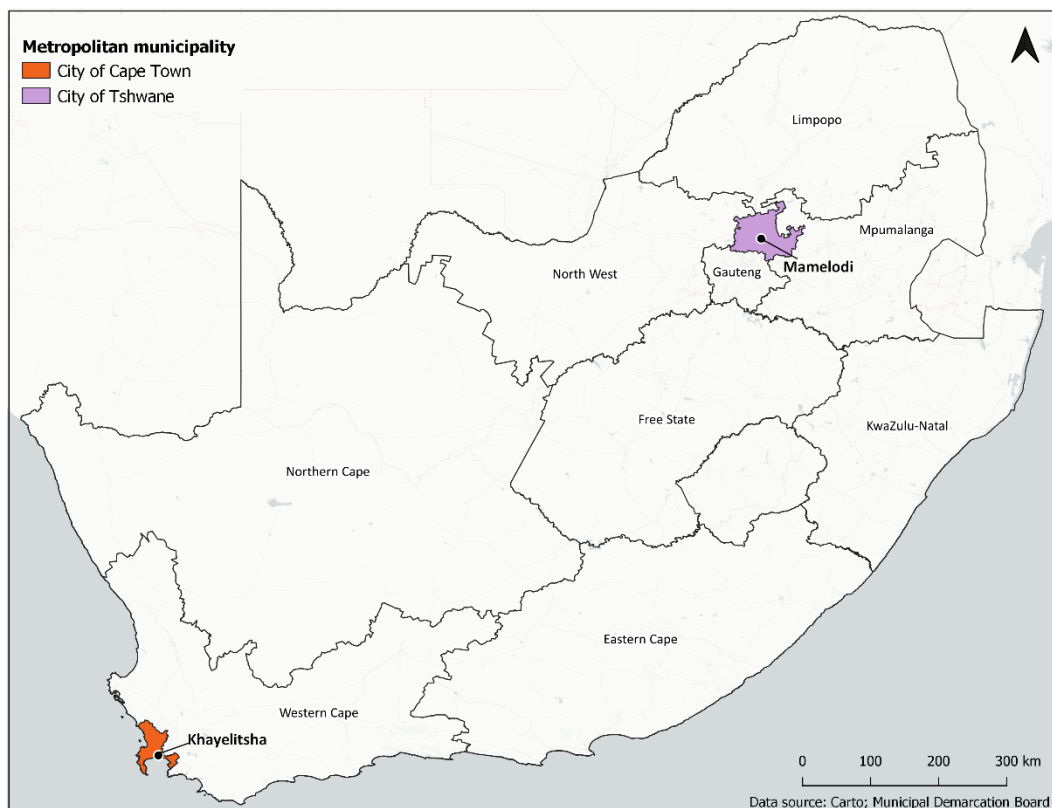 Metropolitan municipality
City of Cape Town
City of Tshwane
Limpopo
Mpumalanga
North West
Gauteng
Mamelodi
Free State
KwaZulu-Natal
Northern Cape
Eastern Cape
Western Cape
Khayelitsha
0 100 200 300 km
Data source: Carto; Municipal Demarcation Board